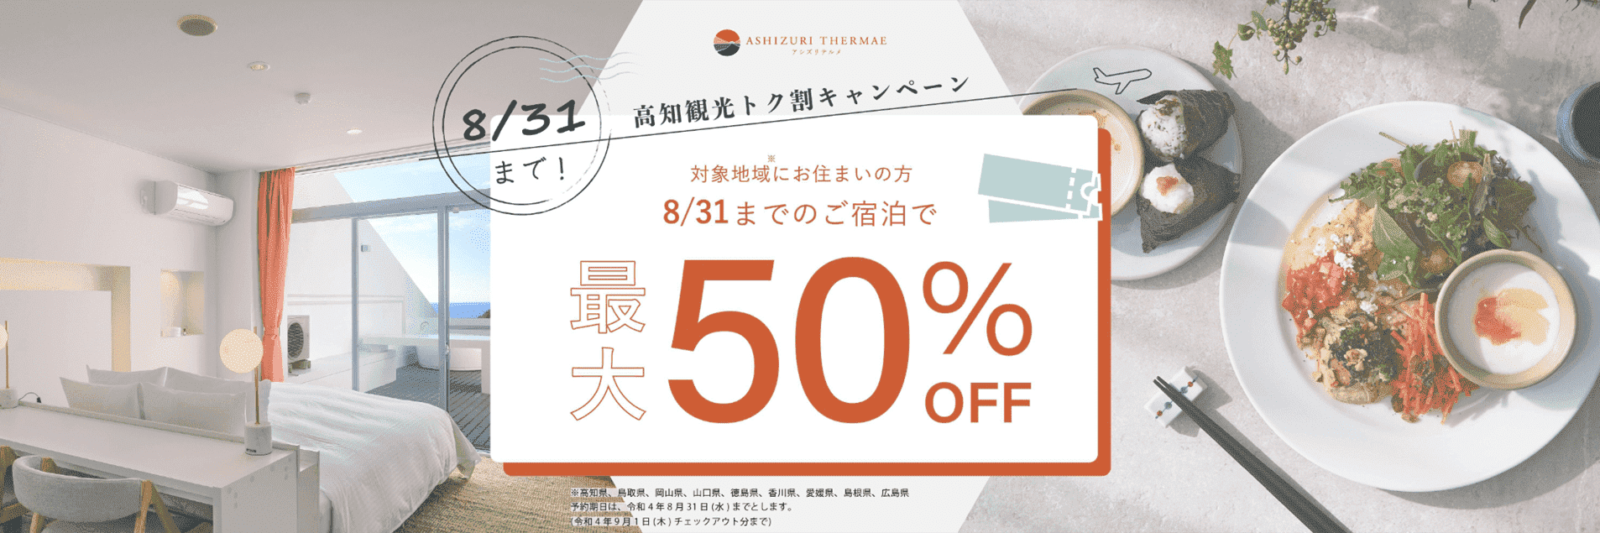 ASHIZURI THERMAE
アシズリテルメ
8/31
まで！
高知観光トク割キャンペーン
※
対象地域にお住まいの方
8/31までのご宿泊で
最大
50%
OFF
※高知県、鳥取県、岡山県、山口県、徳島県、香川県、愛媛県、島根県、広島県
予約期日は、令和4年8月31日(水)までとします。
(令和4年9月1日(木)チェックアウト分まで)